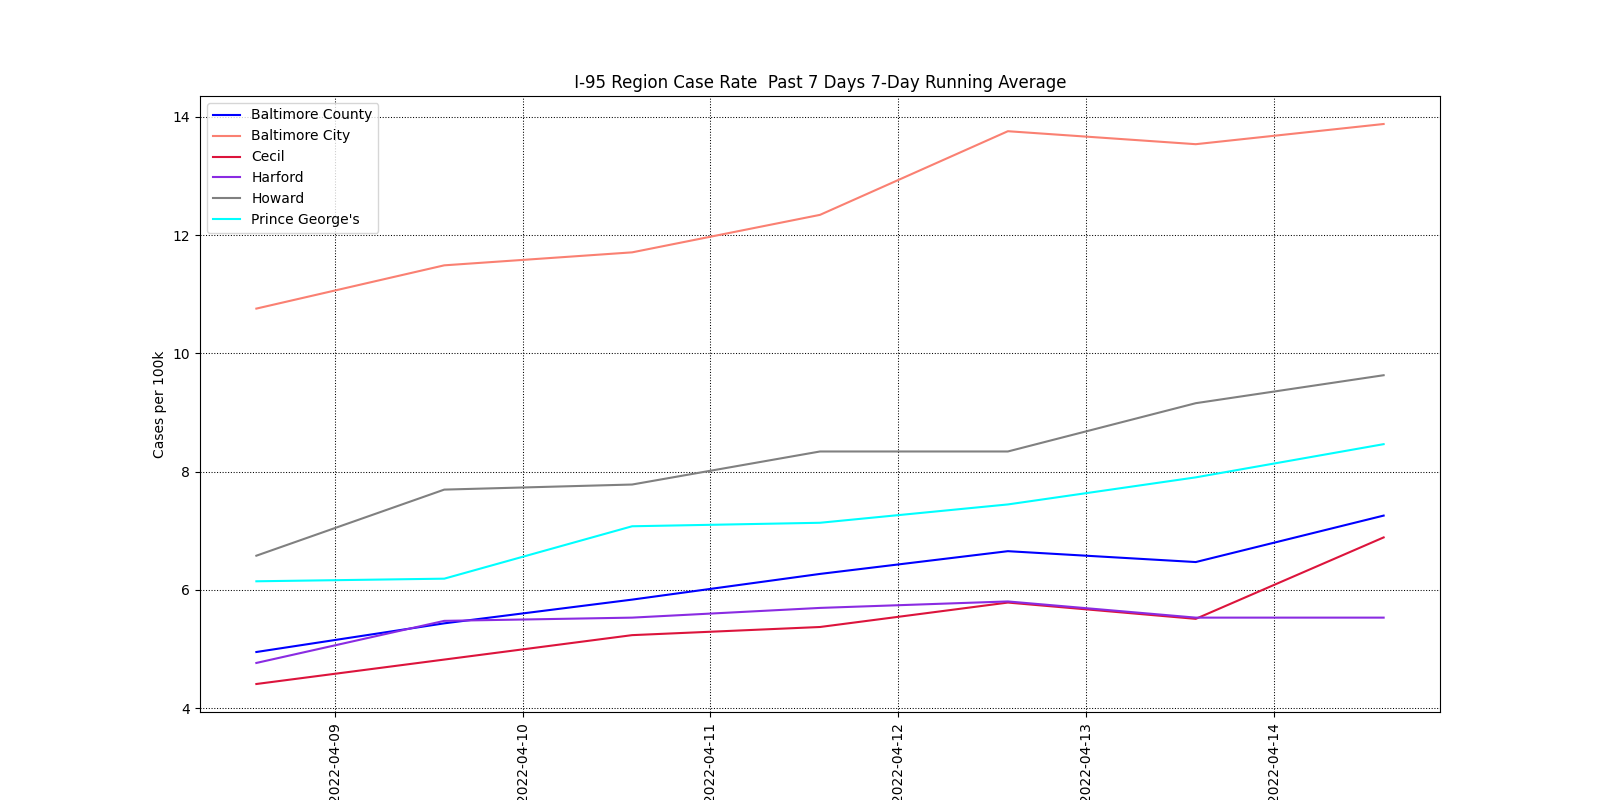 I-95 Region Case Rate  Past 7 Days 7-Day Running Average
Baltimore County
Baltimore City
Cecil
Harford
Howard
Prince George's
Cases per 100k
14
12
10
8
6
4
2022-04-09
2022-04-10
2022-04-11
2022-04-12
2022-04-13
2022-04-14